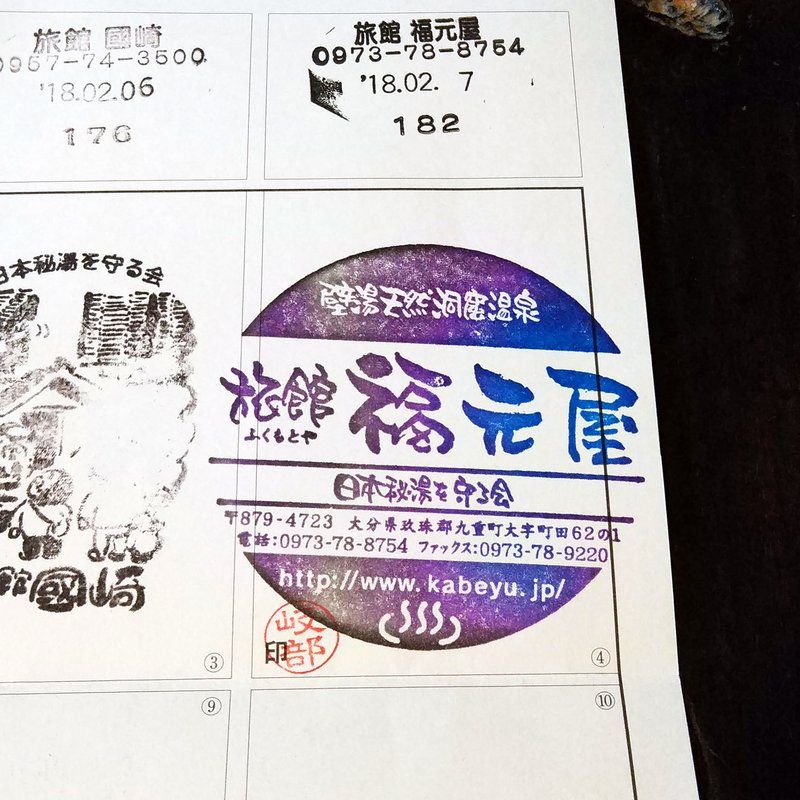 旅館 國崎
0957-74-3500
'18.02.06
176
旅館 福元屋
0973-78-8754
'18.02. 7
182
日本秘湯を守る会
館國崎
③
壁湯天然洞窟温泉
旅館 福元屋
ふくもとや
日本秘湯を守る会
〒879-4723 大分県玖珠郡九重町大字町田62の1
電話:0973-78-8754 ファックス:0973-78-9220
http://www.kabeyu.jp/
岐部
印
④
⑨
⑩